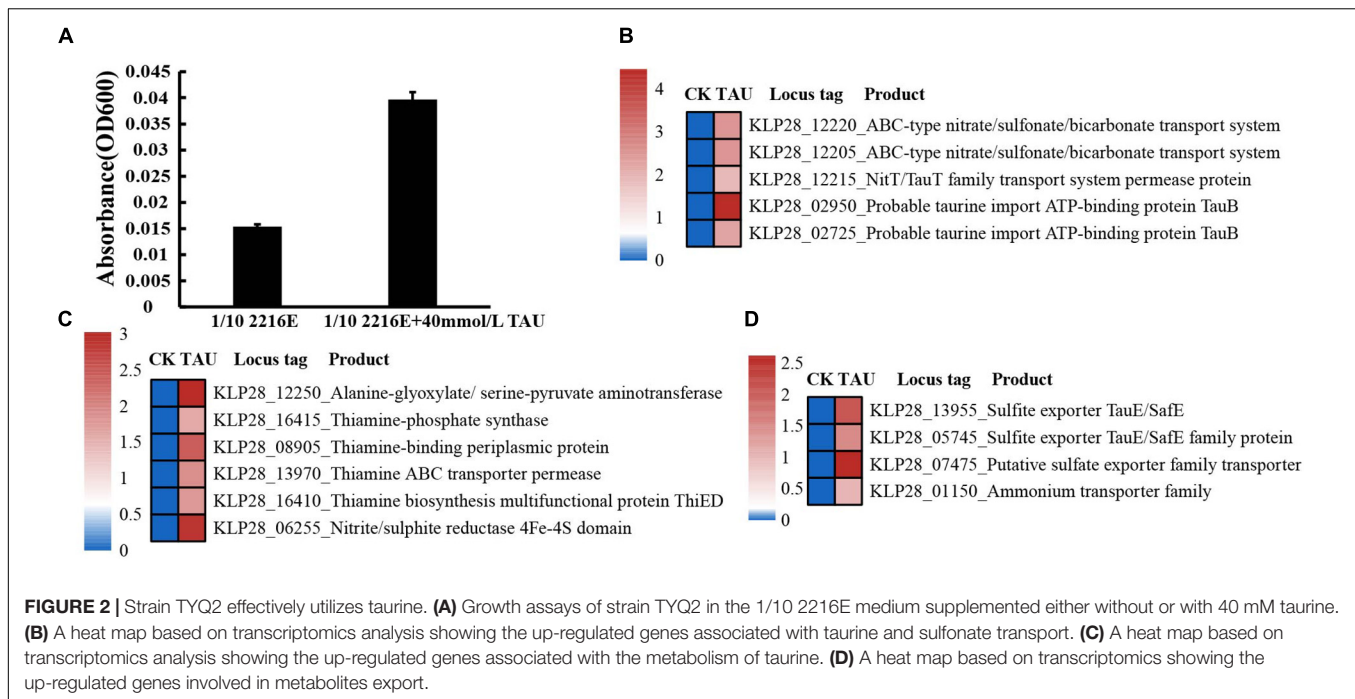 A
0.045
0.04
0.035
0.03
0.025
0.02
0.015
0.01
0.005
0
Absorbance(OD600)
1/10 2216E 1/10 2216E+40mmol/L TAU
B
4
3
2
1
0
CK TAU Locus tag Product
KLP28_12220_ABC-type nitrate/sulfonate/bicarbonate transport system
KLP28_12205_ABC-type nitrate/sulfonate/bicarbonate transport system
KLP28_12215_NitT/TauT family transport system permease protein
KLP28_02950_Probable taurine import ATP-binding protein TauB
KLP28_02725_Probable taurine import ATP-binding protein TauB
C
3
2.5
2
1.5
1
0.5
0
CK TAU Locus tag Product
KLP28_12250_Alanine-glyoxylate/ serine-pyruvate aminotransferase
KLP28_16415_Thiamine-phosphate synthase
KLP28_08905_Thiamine-binding periplasmic protein
KLP28_13970_Thiamine ABC transporter permease
KLP28_16410_Thiamine biosynthesis multifunctional protein ThiED
KLP28_06255_Nitrite/sulphite reductase 4Fe-4S domain
D
2.5
2
1.5
1
0.5
0
CK TAU Locus tag Product
KLP28_13955_Sulfite exporter TauE/SafE
KLP28_05745_Sulfite exporter TauE/SafE family protein
KLP28_07475_Putative sulfate exporter family transporter
KLP28_01150_Ammonium transporter family
FIGURE 2 | Strain TYQ2 effectively utilizes taurine. (A) Growth assays of strain TYQ2 in the 1/10 2216E medium supplemented either without or with 40 mM taurine.
(B) A heat map based on transcriptomics analysis showing the up-regulated genes associated with taurine and sulfonate transport. (C) A heat map based on
transcriptomics analysis showing the up-regulated genes associated with the metabolism of taurine. (D) A heat map based on transcriptomics showing the
up-regulated genes involved in metabolites export.